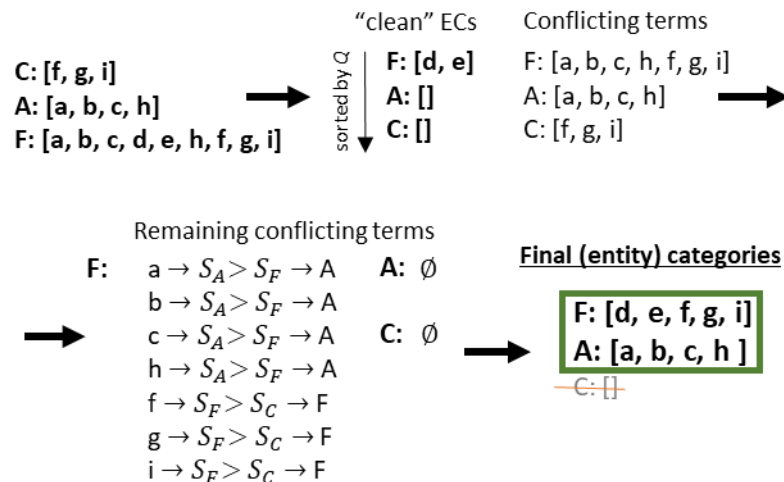 C: [f, g, i]
A: [a, b, c, h]
F: [a, b, c, d, e, h, f, g, i]
“clean” ECs
sorted by Q
F: [d, e]
A: []
C: []
Conflicting terms
F: [a, b, c, h, f, g, i]
A: [a, b, c, h]
C: [f, g, i]
Remaining conflicting terms
F:
a → S_A > S_F → A
b → S_A > S_F → A
c → S_A > S_F → A
h → S_A > S_F → A
f → S_F > S_C → F
g → S_F > S_C → F
i → S_F > S_C → F
A: ∅
C: ∅
Final (entity) categories
F: [d, e, f, g, i]
A: [a, b, c, h ]
C: []